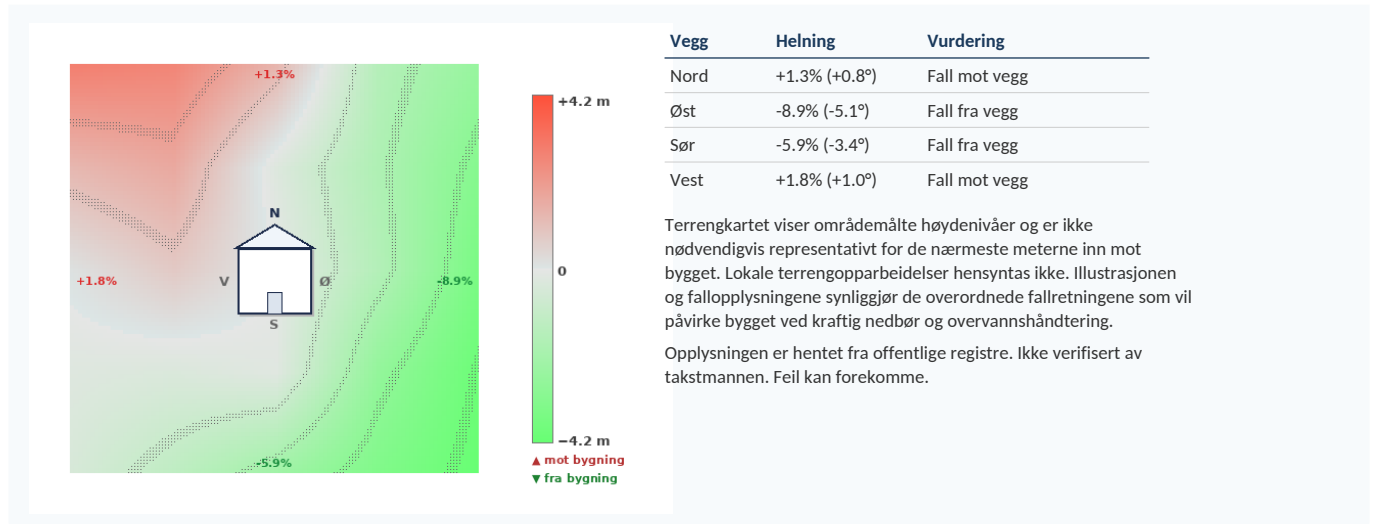 +1.3%
+1.8%
-8.9%
-5.9%
N
V
Ø
S
+4.2 m
0
−4.2 m
▲ mot bygning
▼ fra bygning
Vegg Helning Vurdering
Nord +1.3% (+0.8°) Fall mot vegg
Øst -8.9% (-5.1°) Fall fra vegg
Sør -5.9% (-3.4°) Fall fra vegg
Vest +1.8% (+1.0°) Fall mot vegg
Terrengkartet viser områdemålte høydenivåer og er ikke
nødvendigvis representativt for de nærmeste meterne inn mot
bygget. Lokale terrengopparbeidelser hensyntas ikke. Illustrasjonen
og fallopplysningene synliggjør de overordnede fallretningene som vil
påvirke bygget ved kraftig nedbør og overvannshåndtering.
Opplysningen er hentet fra offentlige registre. Ikke verifisert av
takstmannen. Feil kan forekomme.